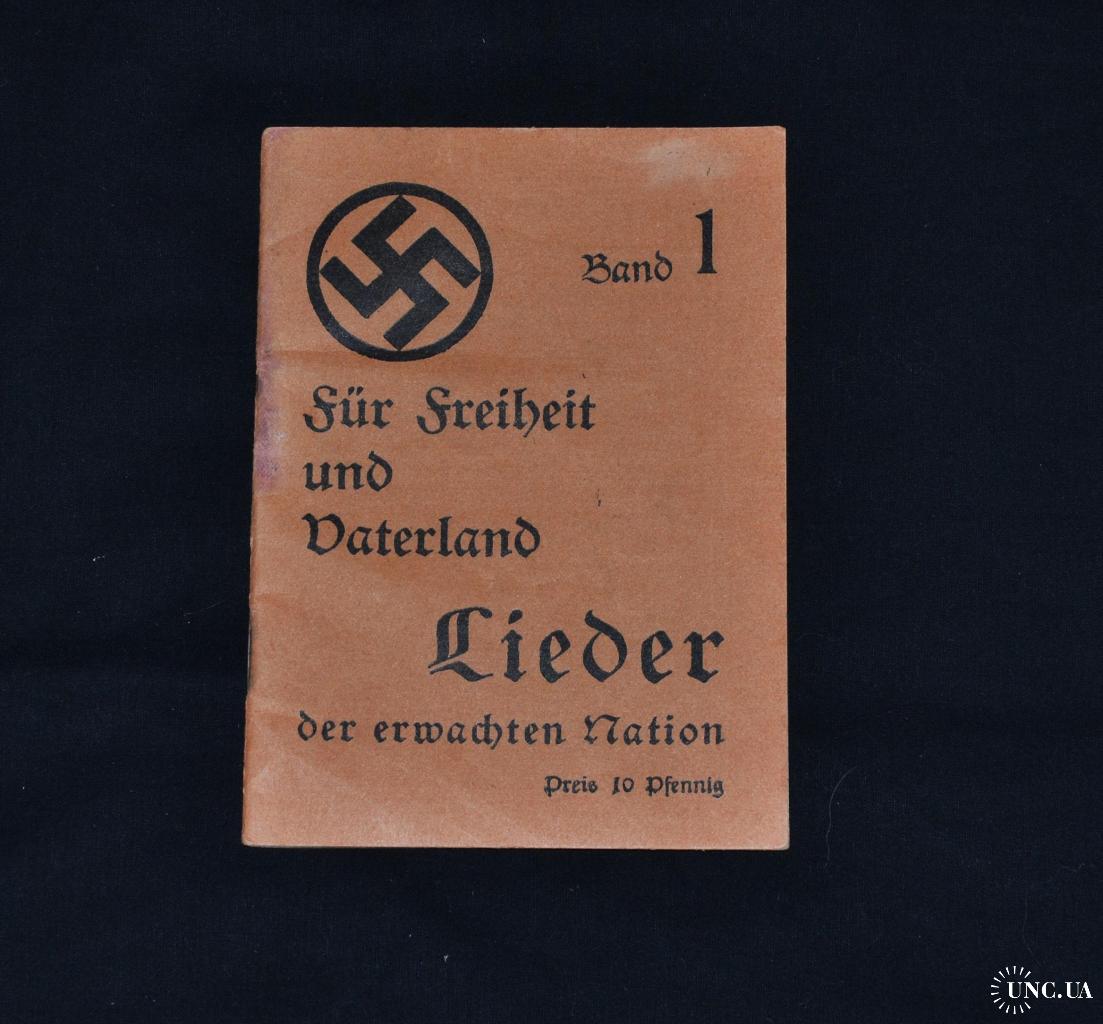 Band 1
Für Freiheit
und
Vaterland
Lieder
der erwachten Nation
Preis 10 Pfennig
UNC.UA